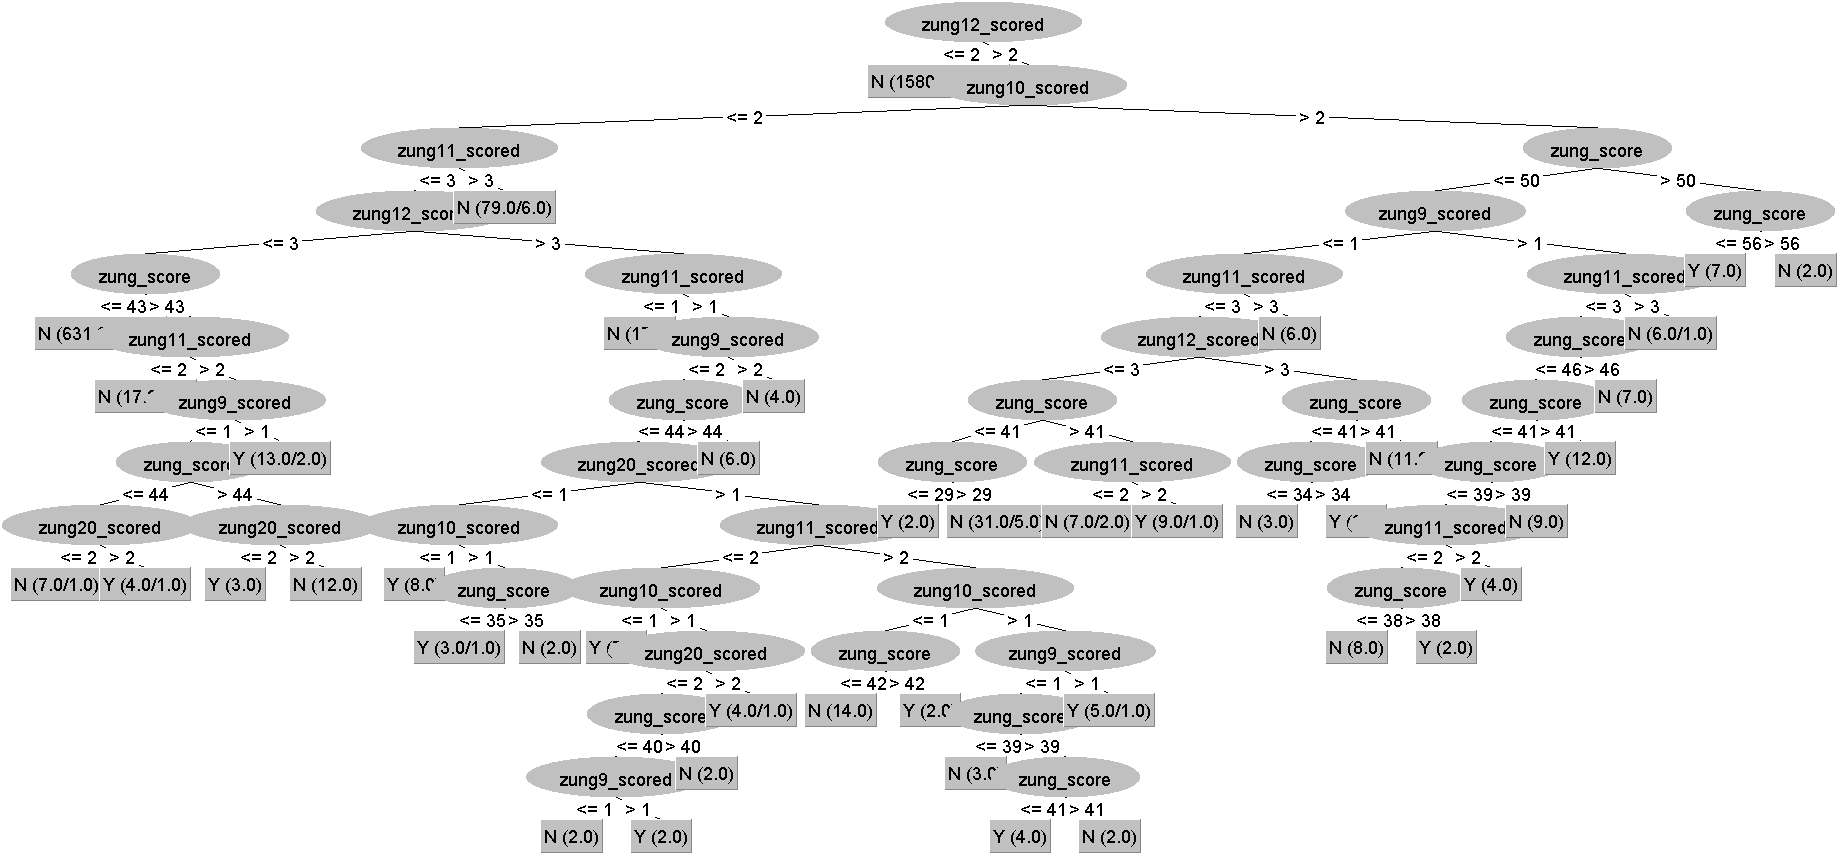 zung12_scored
<= 2 > 2
N (1580 zung10_scored
<= 2 > 2
zung11_scored zung_score
<= 3 > 3 <= 50 > 50
zung12_scor N (79.0/6.0) zung9_scored zung_score
<= 3 > 3 <= 1 > 1 <= 56 > 56
zung_score zung11_scored zung11_scored zung11_scored Y (7.0) N (2.0)
<= 43 > 43 <= 1 > 1 <= 3 > 3 <= 3 > 3
N (631 zung11_scored N (1 zung9_scored zung12_scored N (6.0) zung_score N (6.0/1.0)
<= 2 > 2 <= 2 > 2 <= 3 > 3 <= 46 > 46
N (17. zung9_scored zung_score N (4.0) zung_score zung_score zung_score N (7.0)
<= 1 > 1 <= 44 > 44 <= 41 > 41 <= 41 > 41 <= 41 > 41
zung_scor Y (13.0/2.0) zung20_scored N (6.0) zung_score zung11_scored zung_score N (11. zung_score Y (12.0)
<= 44 > 44 <= 1 > 1 <= 29 > 29 <= 2 > 2 <= 34 > 34 <= 39 > 39
zung20_scored zung20_scored zung10_scored zung11_scored Y (2.0) N (31.0/5.0) N (7.0/2.0) Y (9.0/1.0) N (3.0) Y ( zung11_scored N (9.0)
<= 2 > 2 <= 2 > 2 <= 1 > 1 <= 2 > 2 <= 2 > 2
N (7.0/1.0) Y (4.0/1.0) Y (3.0) N (12.0) Y (8.0 zung_score zung10_scored zung10_scored zung_score Y (4.0)
<= 35 > 35 <= 1 > 1 <= 1 > 1 <= 38 > 38
Y (3.0/1.0) N (2.0) Y ( zung20_scored zung_score zung9_scored N (8.0) Y (2.0)
<= 2 > 2 <= 42 > 42 <= 1 > 1
zung_score Y (4.0/1.0) N (14.0) Y (2.0 zung_score Y (5.0/1.0)
<= 40 > 40 <= 39 > 39
zung9_scored N (2.0) N (3.0 zung_score
<= 1 > 1 <= 41 > 41
N (2.0) Y (2.0) Y (4.0) N (2.0)